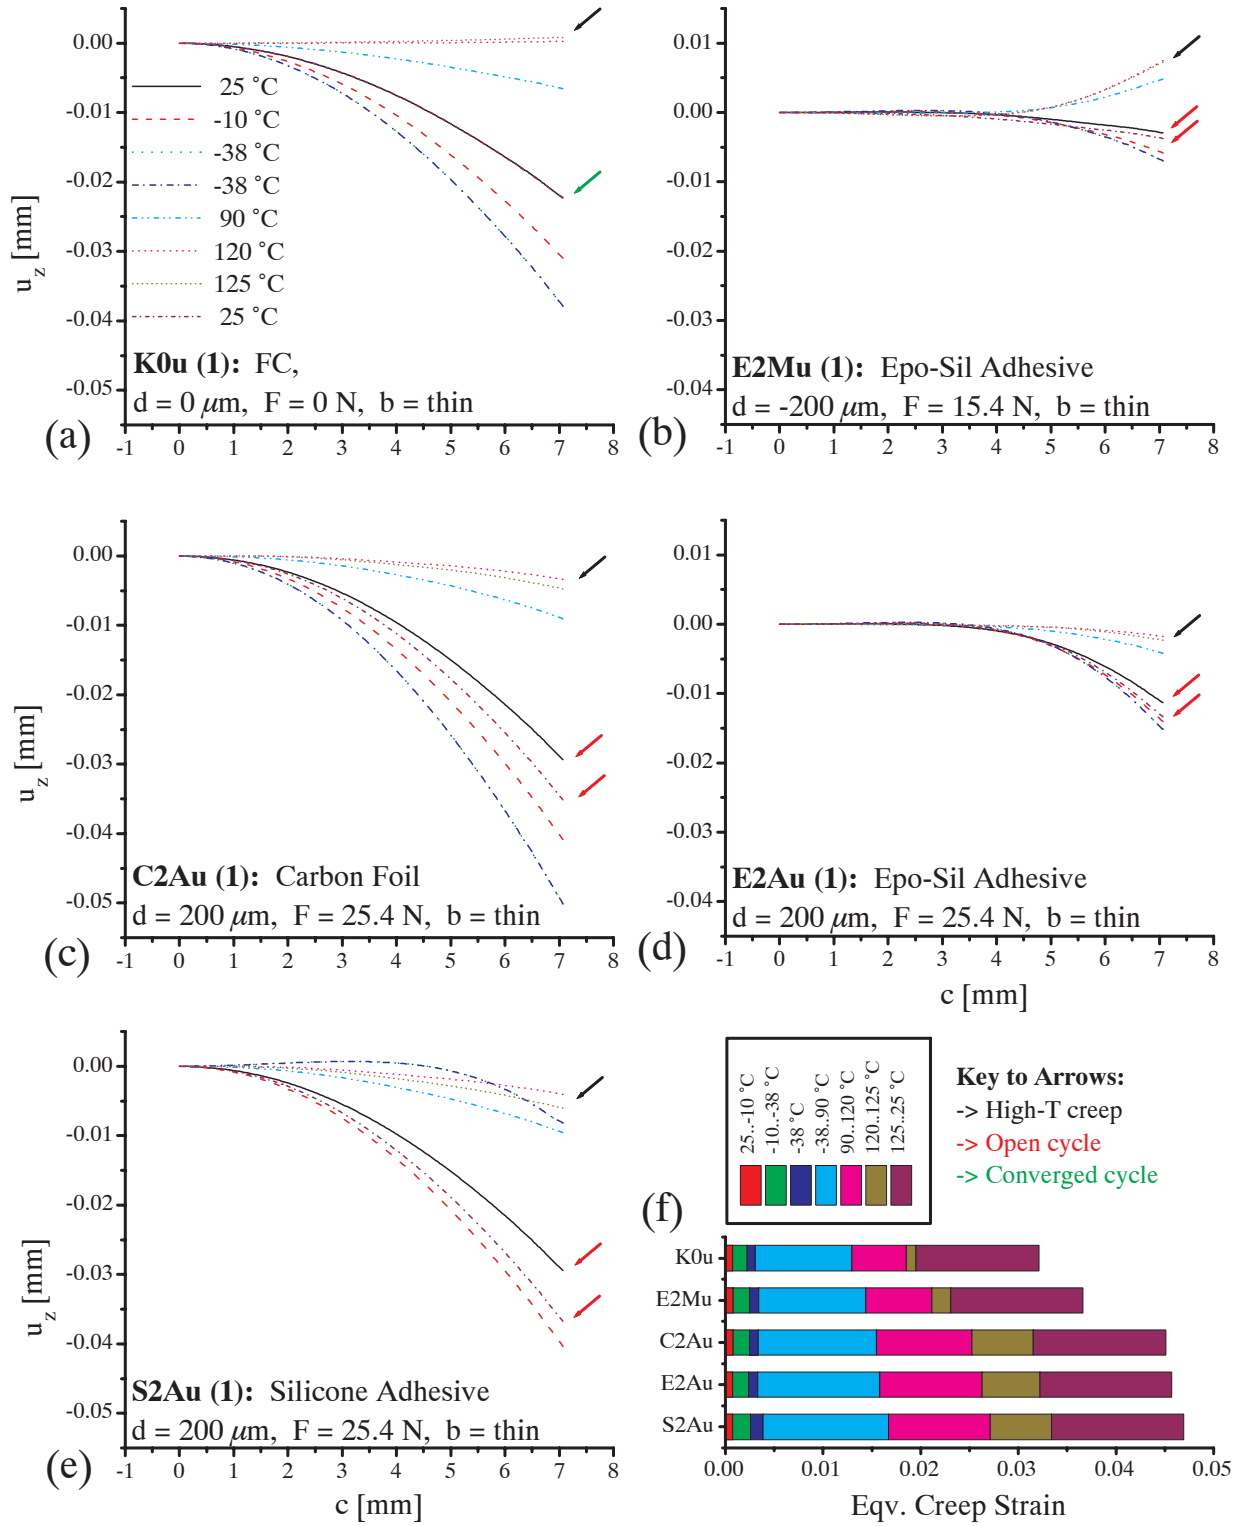 0.00
-0.01
-0.02
-0.03
-0.04
-0.05
u_z [mm]
25 °C
-10 °C
-38 °C
-38 °C
90 °C
120 °C
125 °C
25 °C
K0u (1): FC,
d = 0 μm, F = 0 N, b = thin
(a)
-1 0 1 2 3 4 5 6 7 8
0.01
0.00
-0.01
-0.02
-0.03
-0.04
E2Mu (1): Epo-Sil Adhesive
d = -200 μm, F = 15.4 N, b = thin
(b)
-1 0 1 2 3 4 5 6 7 8
0.00
-0.01
-0.02
-0.03
-0.04
-0.05
u_z [mm]
C2Au (1): Carbon Foil
d = 200 μm, F = 25.4 N, b = thin
(c)
-1 0 1 2 3 4 5 6 7 8
0.01
0.00
-0.01
-0.02
-0.03
-0.04
E2Au (1): Epo-Sil Adhesive
d = 200 μm, F = 25.4 N, b = thin
(d)
-1 0 1 2 3 4 5 6 7 8
c [mm]
0.00
-0.01
-0.02
-0.03
-0.04
-0.05
u_z [mm]
S2Au (1): Silicone Adhesive
d = 200 μm, F = 25.4 N, b = thin
(e)
-1 0 1 2 3 4 5 6 7 8
c [mm]
25..-10 °C
-10..-38 °C
-38 °C
-38..90 °C
90..120 °C
120..125 °C
125..25 °C
Key to Arrows:
-> High-T creep
-> Open cycle
-> Converged cycle
(f)
K0u
E2Mu
C2Au
E2Au
S2Au
0.00 0.01 0.02 0.03 0.04 0.05
Eqv. Creep Strain